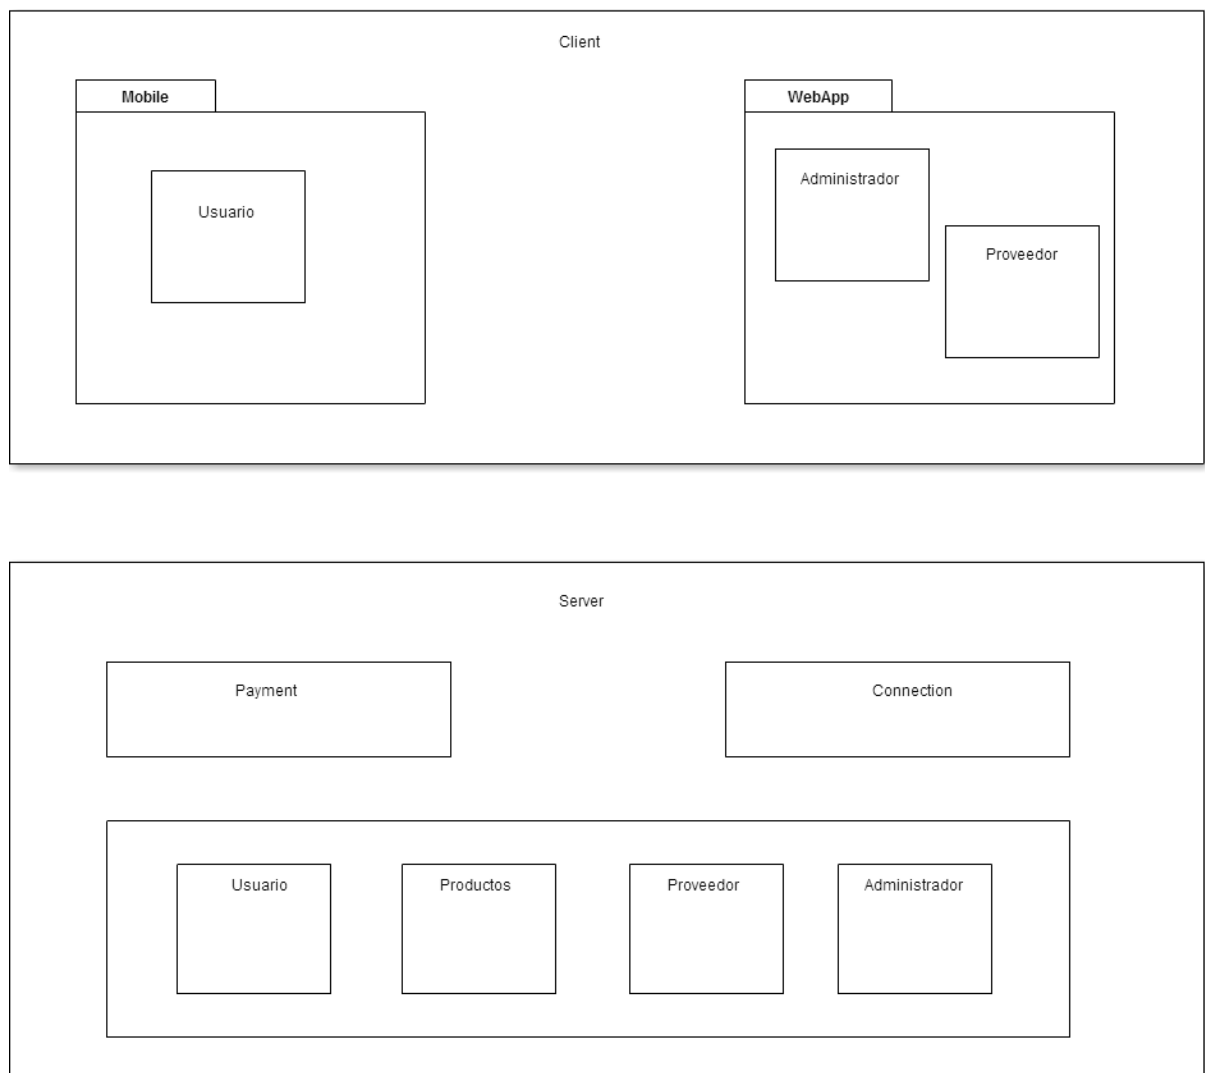 Client
Mobile
WebApp
Usuario
Administrador
Proveedor
Server
Payment
Connection
Usuario
Productos
Proveedor
Administrador